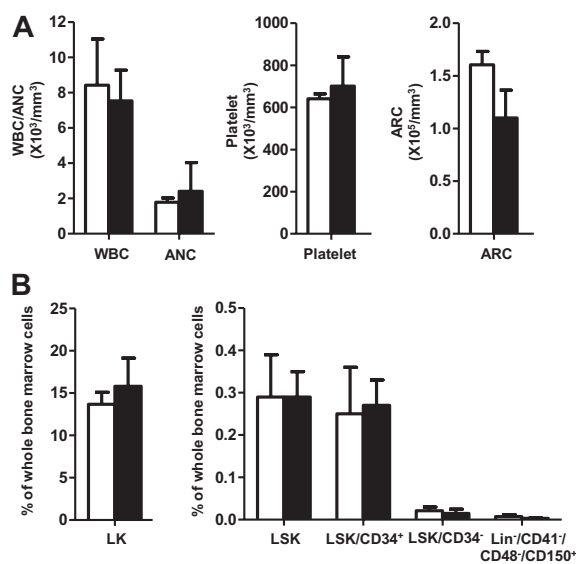 A
WBC/ANC
(X10³/mm³)
12
10
8
6
4
2
0
WBC ANC
Platelet
(X10³/mm³)
1000
800
600
400
200
0
Platelet
ARC
(X10⁵/mm³)
2.0
1.5
1.0
0.5
0.0
ARC
B
% of whole bone marrow cells
25
20
15
10
5
0
LK
% of whole bone marrow cells
0.5
0.4
0.3
0.2
0.1
0.0
LSK LSK/CD34⁺ LSK/CD34⁻ Lin⁻/CD41⁻/
CD48⁻/CD150⁺